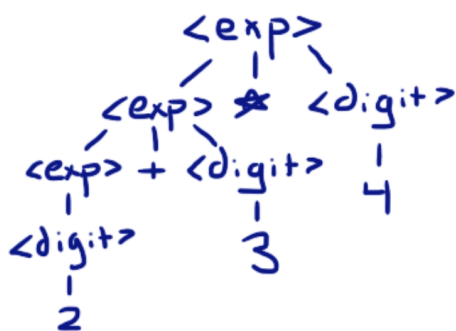 <exp>
<exp> * <digit>
<exp> + <digit> 4
<digit> 3
2